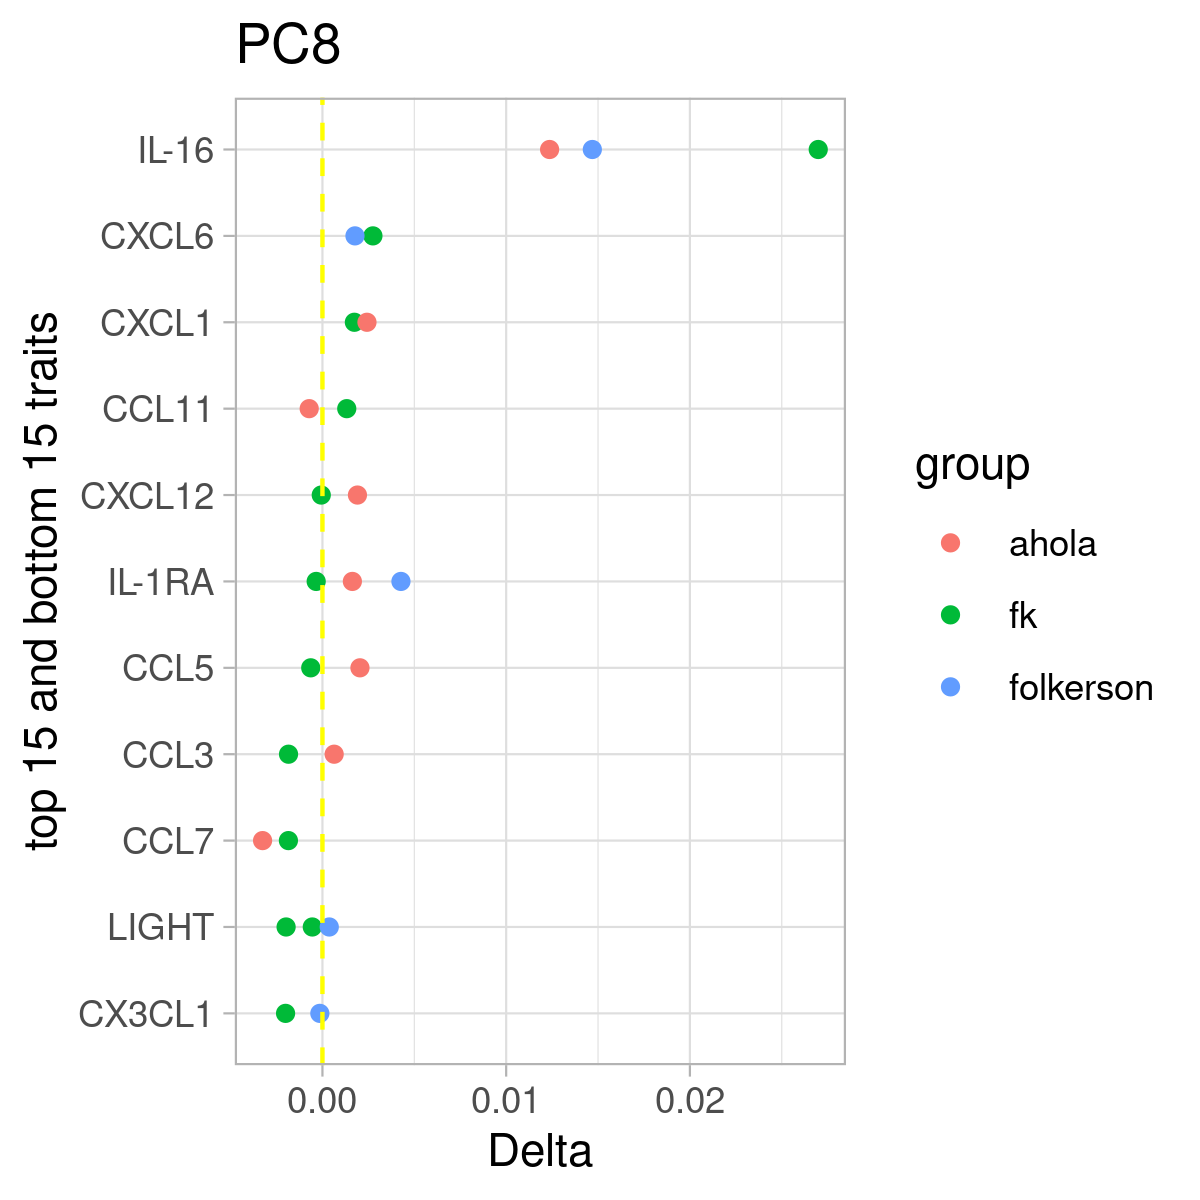 PC8
top 15 and bottom 15 traits
IL-16
CXCL6
CXCL1
CCL11
CXCL12
IL-1RA
CCL5
CCL3
CCL7
LIGHT
CX3CL1
0.00
0.01
0.02
Delta
group
ahola
fk
folkerson